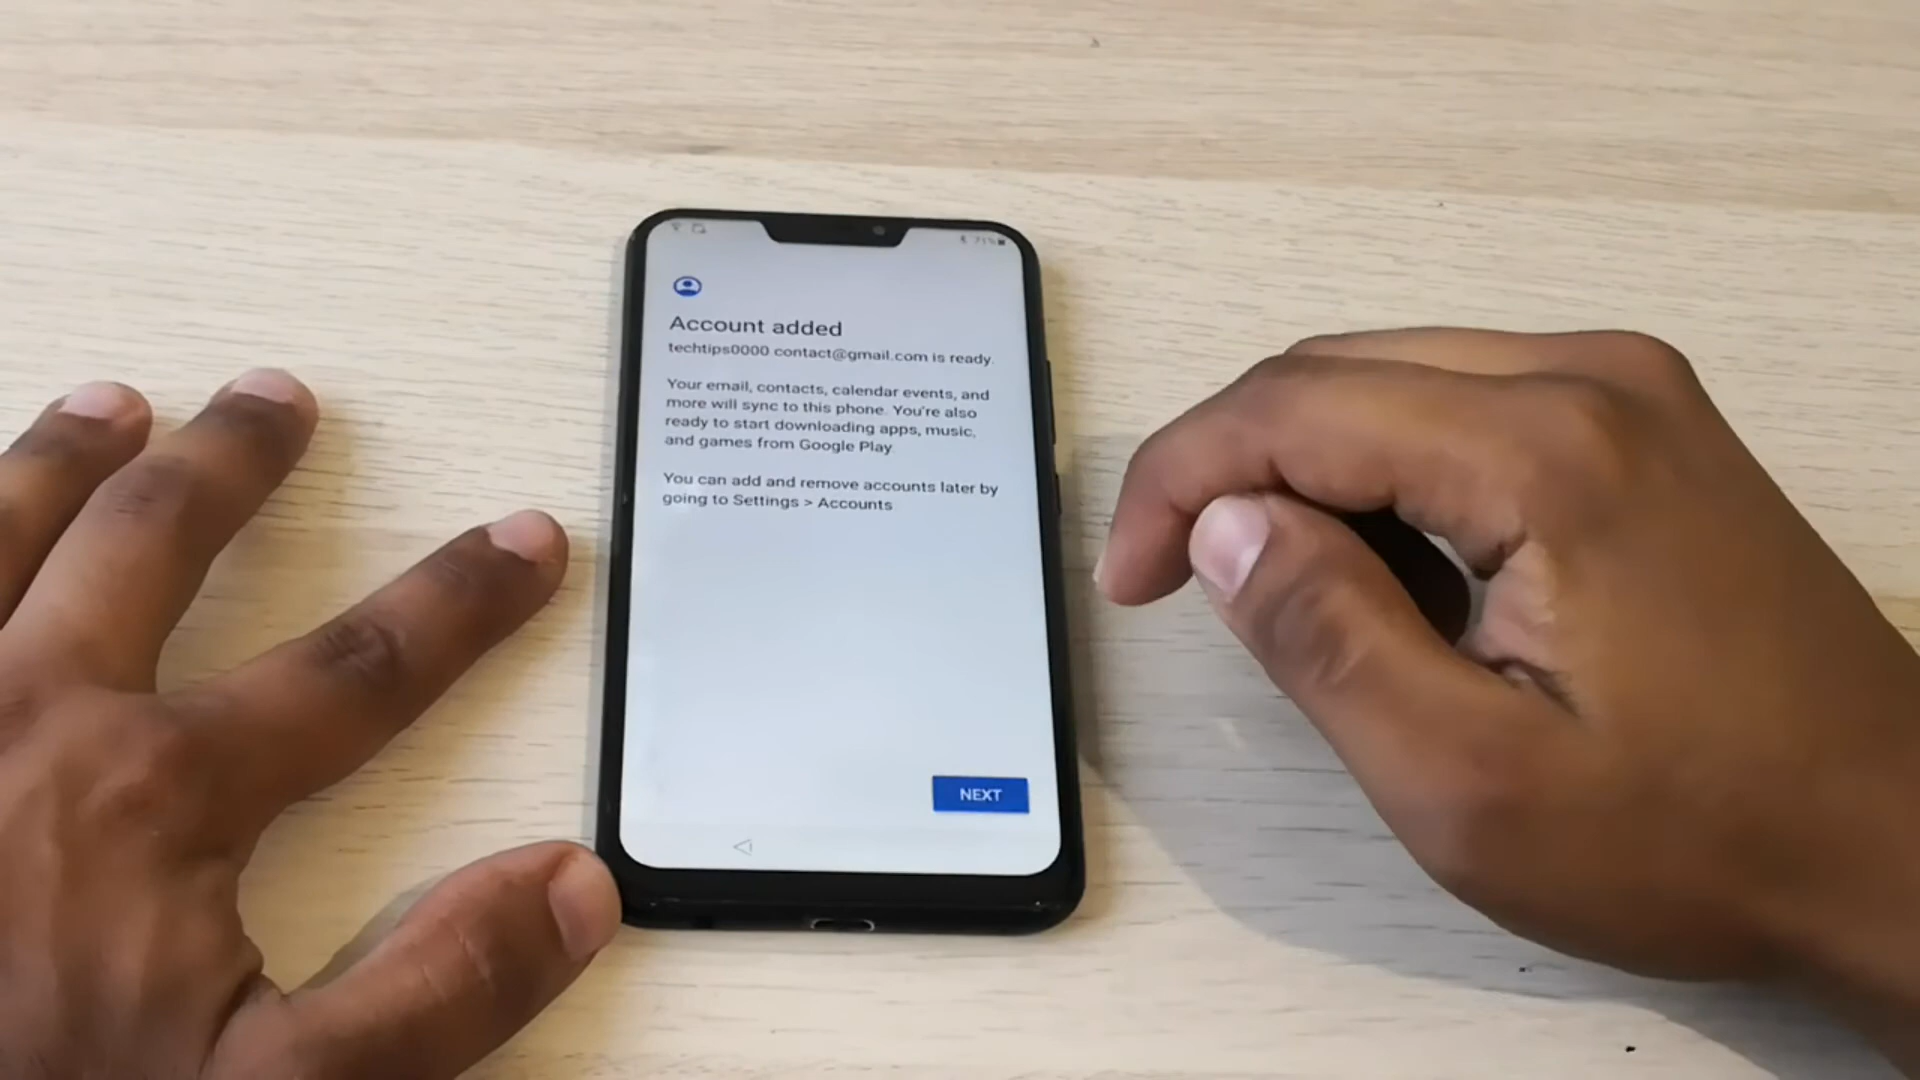 71%
Account added
techtips0000 contact@gmail.com is ready.
Your email, contacts, calendar events, and
more will sync to this phone. You're also
ready to start downloading apps, music,
and games from Google Play.
You can add and remove accounts later by
going to Settings > Accounts
NEXT